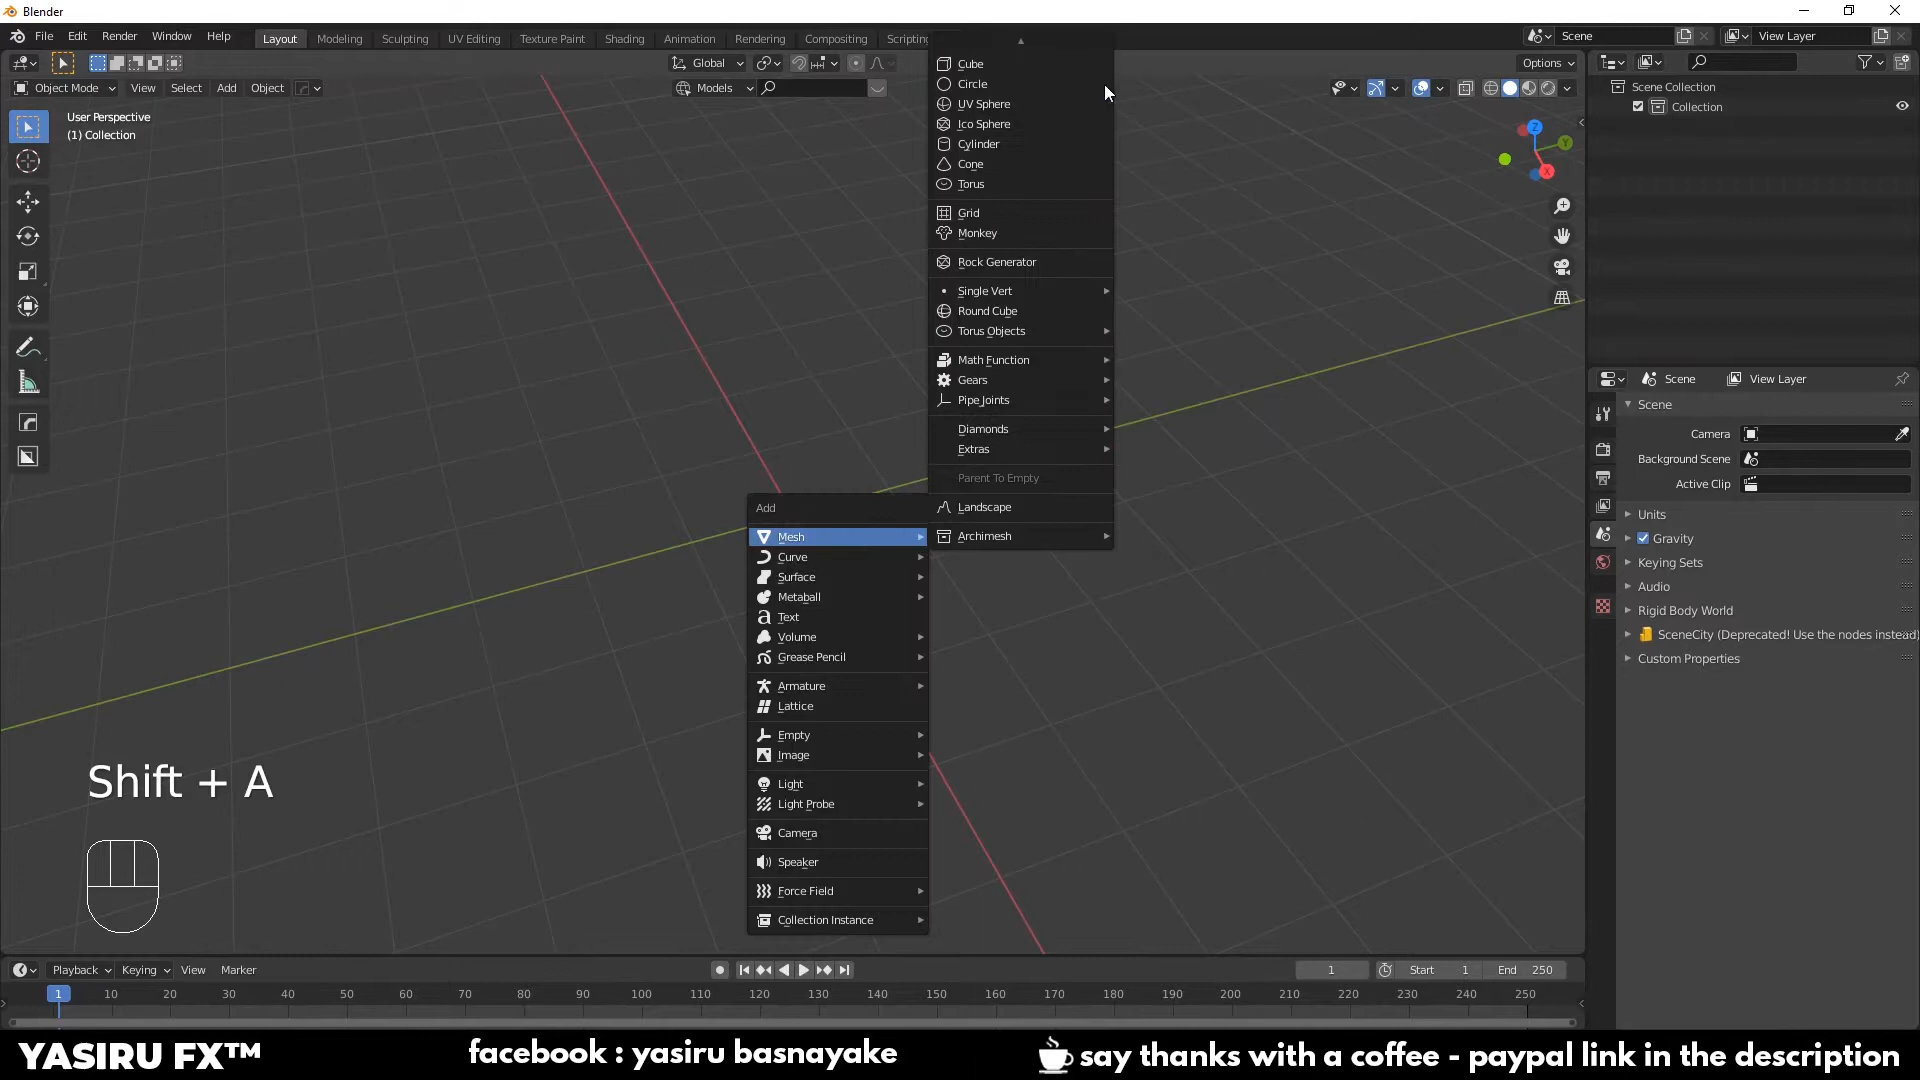 Blender
File Edit Render Window Help
Layout Modeling Sculpting UV Editing Texture Paint Shading Animation Rendering Compositing Scripting
Scene
View Layer
Global
Options
Object Mode View Select Add Object
Models
User Perspective
(1) Collection
Cube
Circle
UV Sphere
Ico Sphere
Cylinder
Cone
Torus
Grid
Monkey
Rock Generator
Single Vert
Round Cube
Torus Objects
Math Function
Gears
Pipe Joints
Diamonds
Extras
Parent To Empty
Landscape
Archimesh
Add
Mesh
Curve
Surface
Metaball
Text
Volume
Grease Pencil
Armature
Lattice
Empty
Image
Light
Light Probe
Camera
Speaker
Force Field
Collection Instance
Z
Y
X
Scene Collection
Collection
Scene View Layer
Scene
Camera
Background Scene
Active Clip
Units
Gravity
Keying Sets
Audio
Rigid Body World
SceneCity (Deprecated! Use the nodes instead)
Custom Properties
Shift + A
Playback Keying View Marker
1 Start 1 End 250
1 10 20 30 40 50 60 70 80 90 100 110 120 130 140 150 160 170 180 190 200 210 220 230 240 250
YASIRU FX™ facebook : yasiru basnayake say thanks with a coffee - paypal link in the description